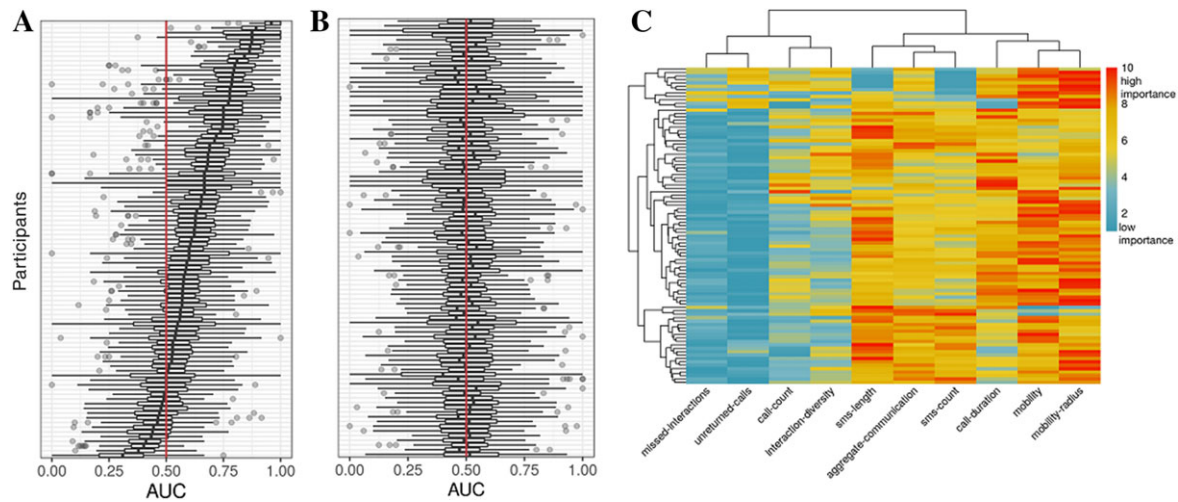 A
B
C
Participants
0.00
0.25
0.50
0.75
1.00
AUC
0.00
0.25
0.50
0.75
1.00
AUC
10
high
importance
8
6
4
2
low
importance
missed-interactions
unreturned-calls
call-count
interaction-diversity
sms-length
aggregate-communication
sms-count
call-duration
mobility
mobility-radius